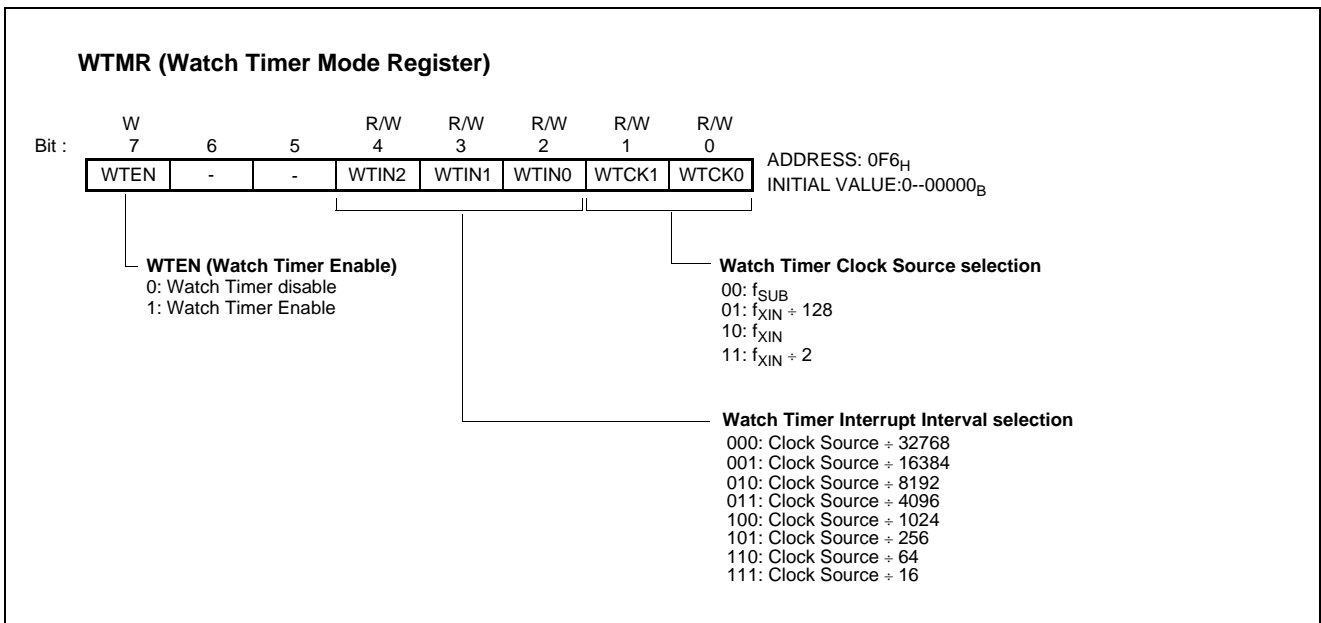 WTMR (Watch Timer Mode Register)
W R/W R/W R/W R/W R/W
Bit : 7 6 5 4 3 2 1 0
WTEN - - WTIN2 WTIN1 WTIN0 WTCK1 WTCK0
ADDRESS: 0F6H
INITIAL VALUE:0--00000B
WTEN (Watch Timer Enable)
0: Watch Timer disable
1: Watch Timer Enable
Watch Timer Clock Source selection
00: fSUB
01: fXIN ÷ 128
10: fXIN
11: fXIN ÷ 2
Watch Timer Interrupt Interval selection
000: Clock Source ÷ 32768
001: Clock Source ÷ 16384
010: Clock Source ÷ 8192
011: Clock Source ÷ 4096
100: Clock Source ÷ 1024
101: Clock Source ÷ 256
110: Clock Source ÷ 64
111: Clock Source ÷ 16